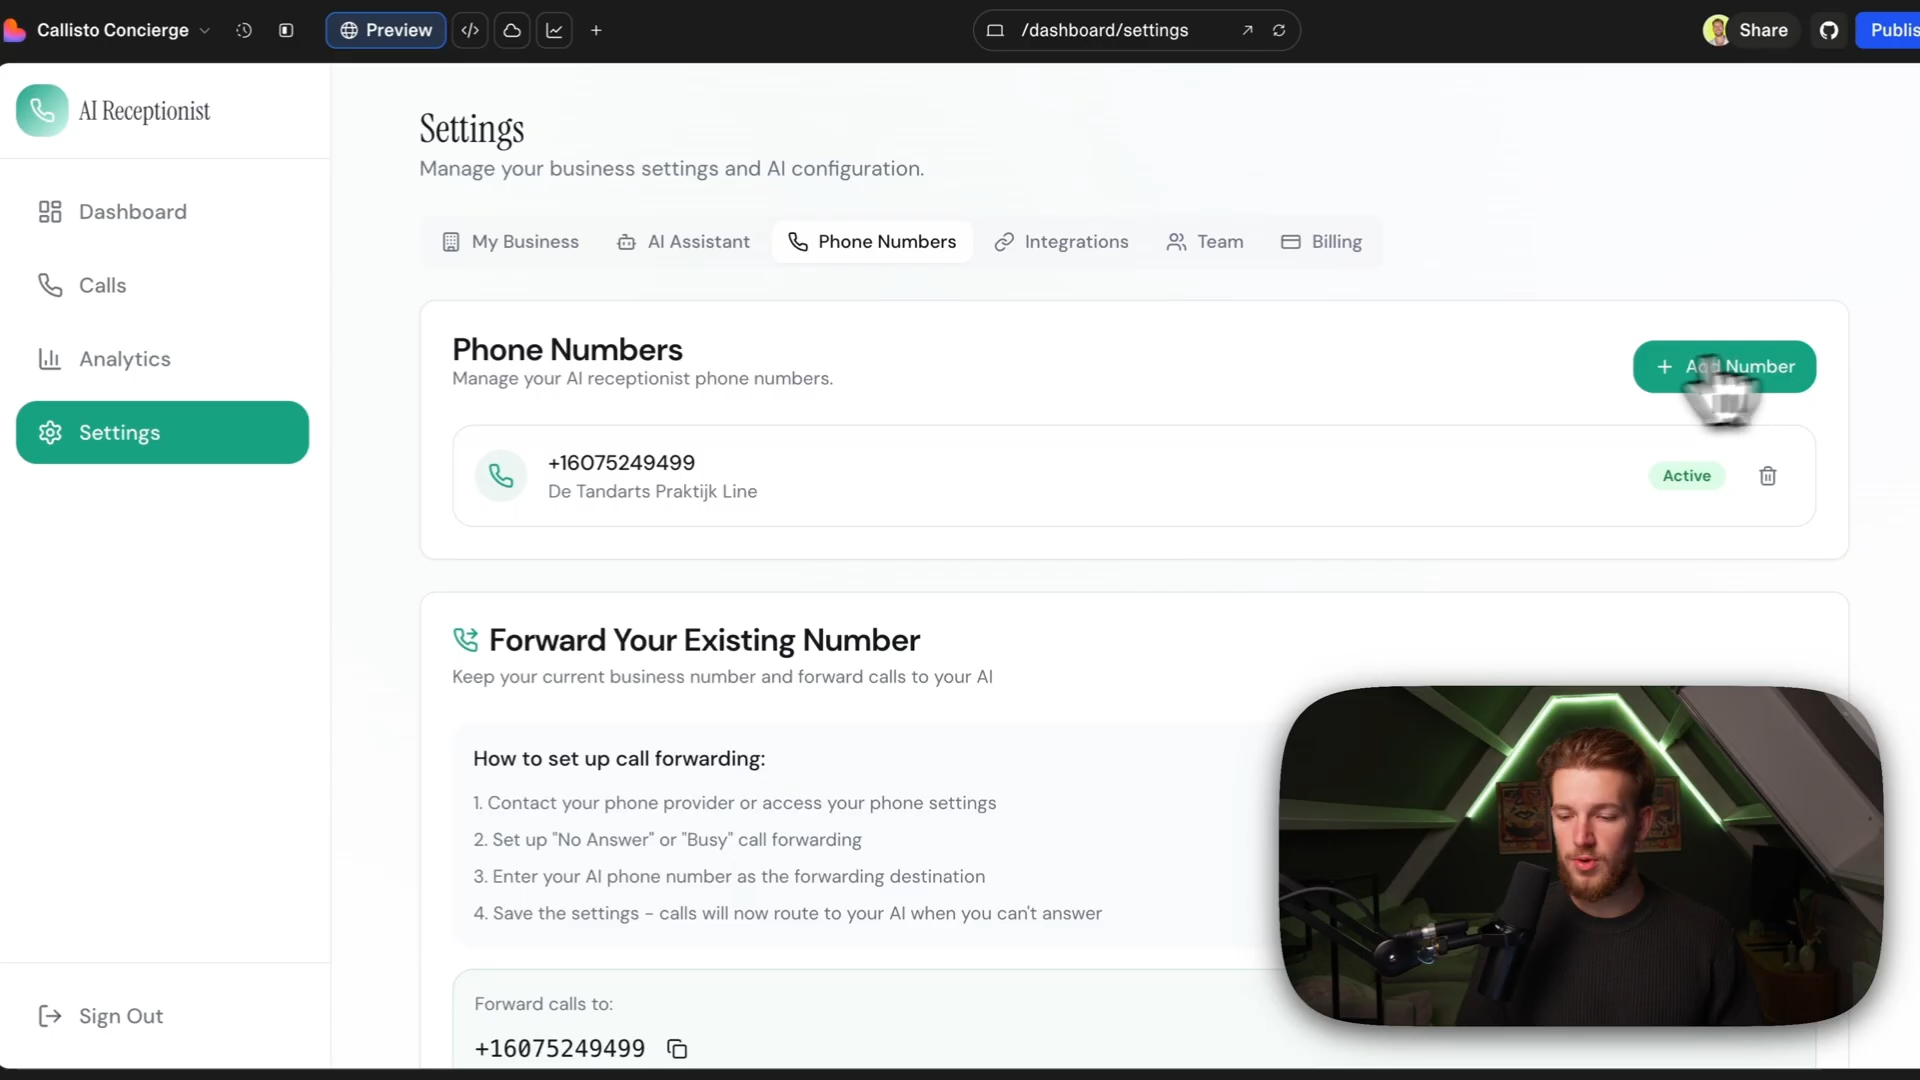 Callisto Concierge
Preview
/dashboard/settings
Share
Publis
AI Receptionist
Dashboard
Calls
Analytics
Settings
Sign Out
Settings
Manage your business settings and AI configuration.
My Business
AI Assistant
Phone Numbers
Integrations
Team
Billing
Phone Numbers
Manage your AI receptionist phone numbers.
+ Add Number
+16075249499
De Tandarts Praktijk Line
Active
Forward Your Existing Number
Keep your current business number and forward calls to your AI
How to set up call forwarding:
1. Contact your phone provider or access your phone settings
2. Set up "No Answer" or "Busy" call forwarding
3. Enter your AI phone number as the forwarding destination
4. Save the settings - calls will now route to your AI when you can't answer
Forward calls to:
+16075249499